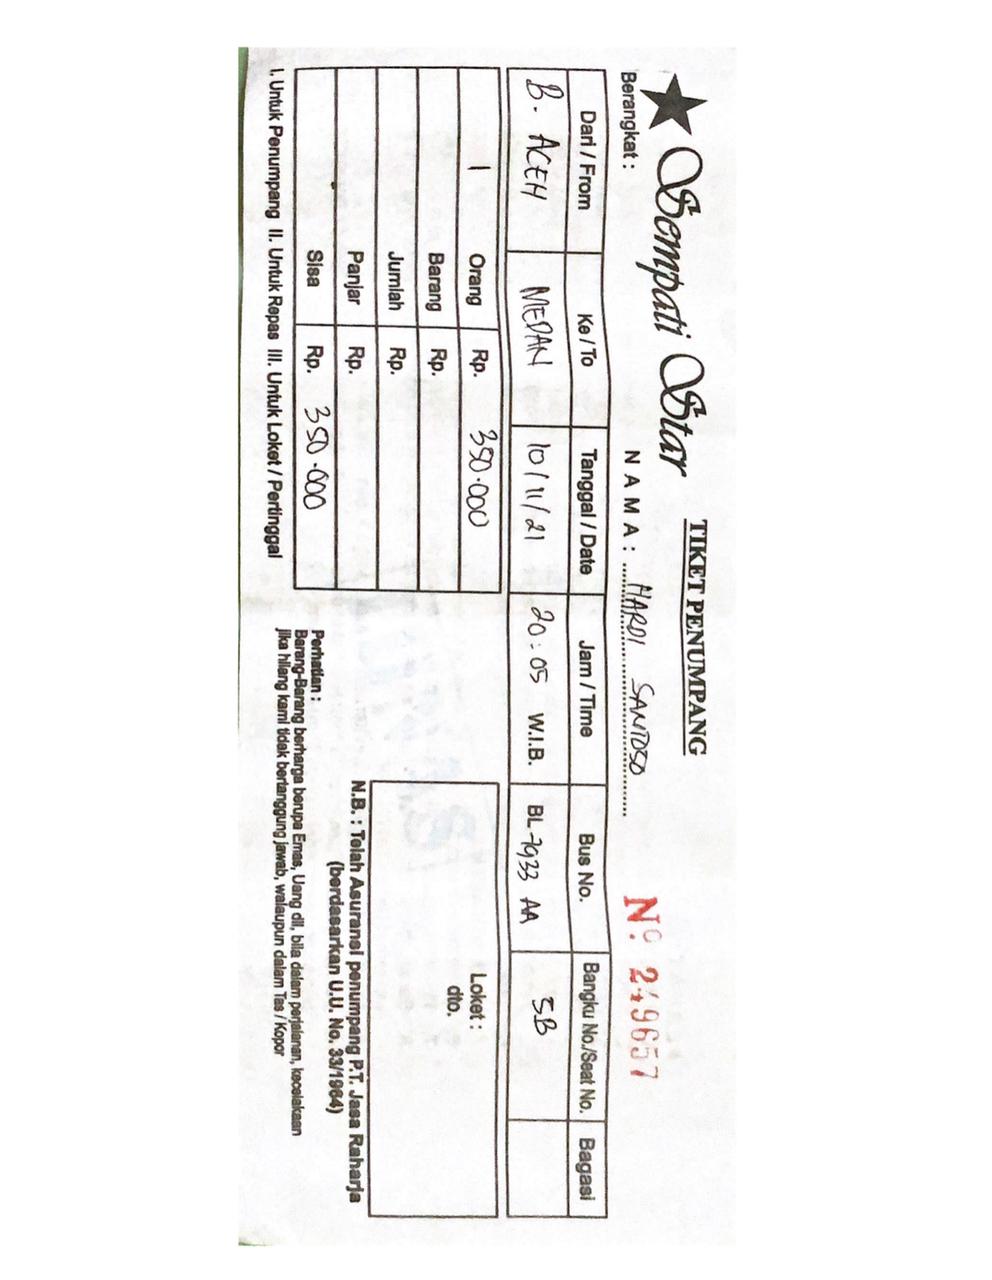 Sempati Star
TIKET PENUMPANG
Nº 249657
Berangkat :
NAMA : HARDI SANTOSO
Dari / From Ke / To Tanggal / Date Jam / Time Bus No. Bangku No./Seat No. Bagasi
B. ACEH MEDAN 10/11/21 20:05 W.I.B. BL-7933 AA 5B
1 Orang Rp. 350.000
Barang Rp.
Jumlah Rp.
Panjar Rp.
Sisa Rp. 350.000
Loket :
dto.
N.B. : Telah Asuransi penumpang P.T. Jasa Raharja
(berdasarkan U.U. No. 33/1964)
I. Untuk Penumpang II. Untuk Repas III. Untuk Loket / Pertinggal
Perhatian :
Barang-Barang berharga berupa Emas, Uang dll, bila dalam perjalanan, kecelakaan
jika hilang kami tidak bertanggung jawab, walaupun dalam Tas / Kopor